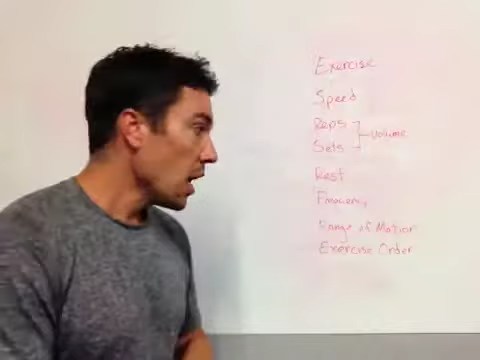 Exercise
Speed
Reps
Volume
Sets
Rest
Frequency
Range of Motion
Exercise Order